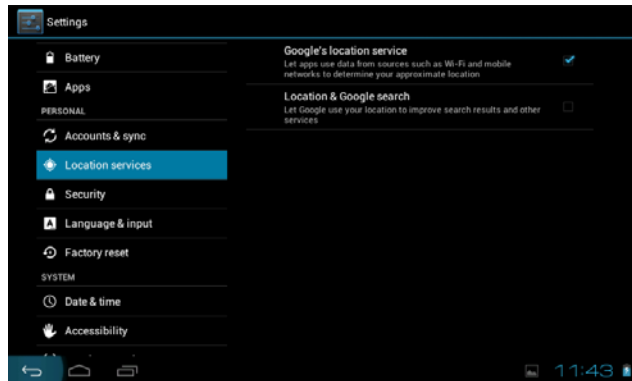 Settings
Battery
Apps
PERSONAL
Accounts & sync
Location services
Security
Language & input
Factory reset
SYSTEM
Date & time
Accessibility
Google's location service
Let apps use data from sources such as Wi-Fi and mobile
networks to determine your approximate location
Location & Google search
Let Google use your location to improve search results and other
services
11:43